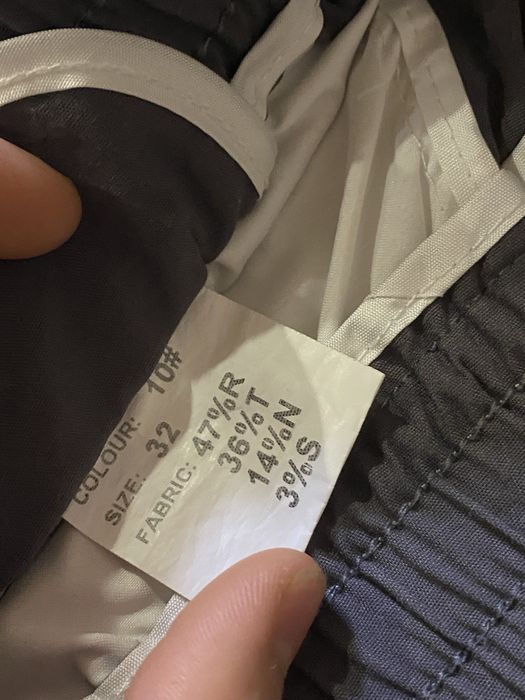 COLOUR: 10#
SIZE: 32
FABRIC: 47%R
36%T
14%N
3%S